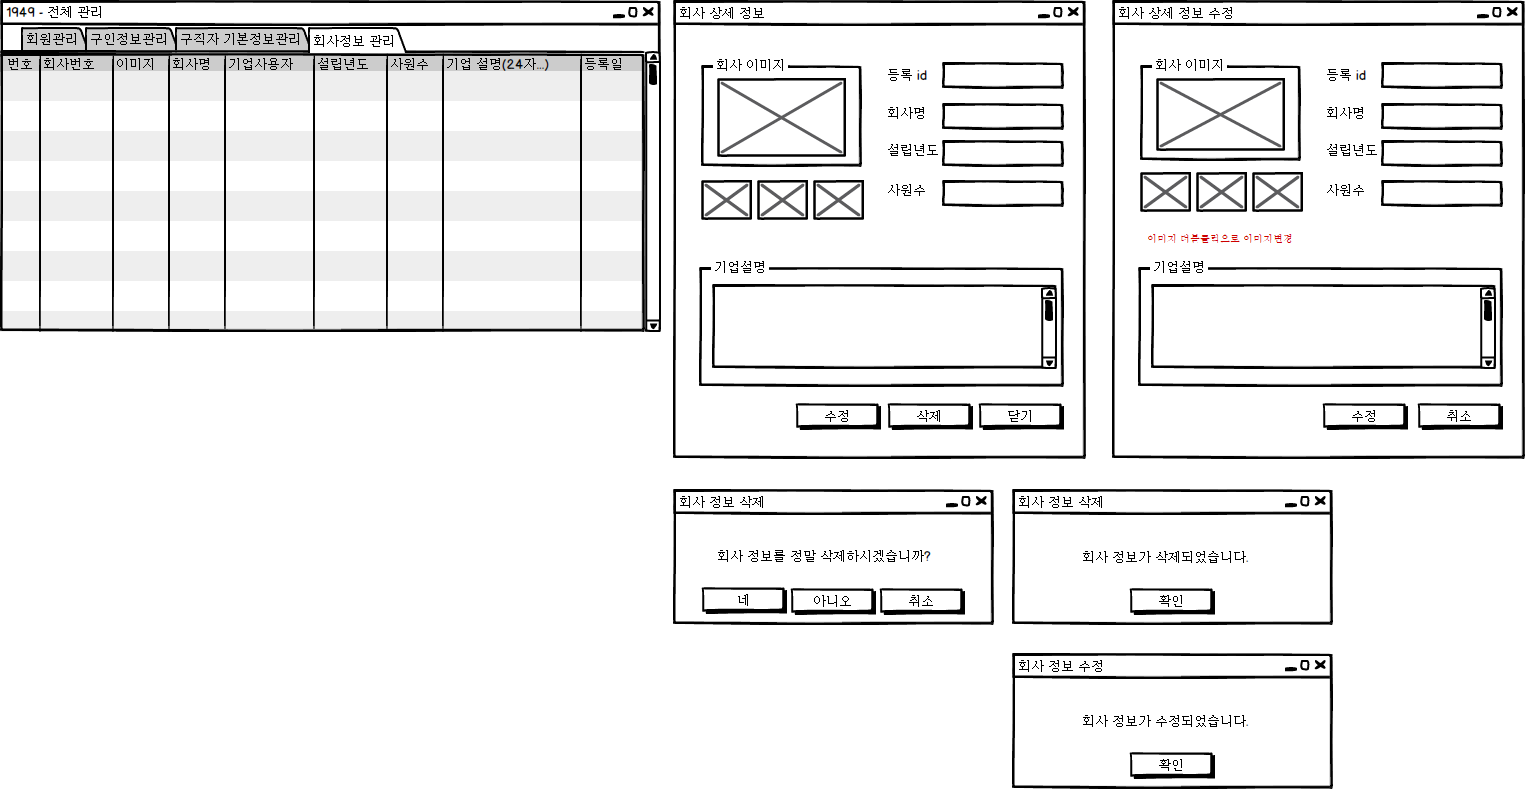 1949 - 전체 관리
회원관리 구인정보관리 구직자 기본정보관리 회사정보 관리
번호 회사번호 이미지 회사명 기업사용자 설립년도 사원수 기업 설명(24자...) 등록일
회사 상세 정보
회사 이미지
등록 id
회사명
설립년도
사원수
기업설명
수정 삭제 닫기
회사 상세 정보 수정
회사 이미지
등록 id
회사명
설립년도
사원수
이미지 더블클릭으로 이미지변경
기업설명
수정 취소
회사 정보 삭제
회사 정보를 정말 삭제하시겠습니까?
네 아니오 취소
회사 정보 삭제
회사 정보가 삭제되었습니다.
확인
회사 정보 수정
회사 정보가 수정되었습니다.
확인